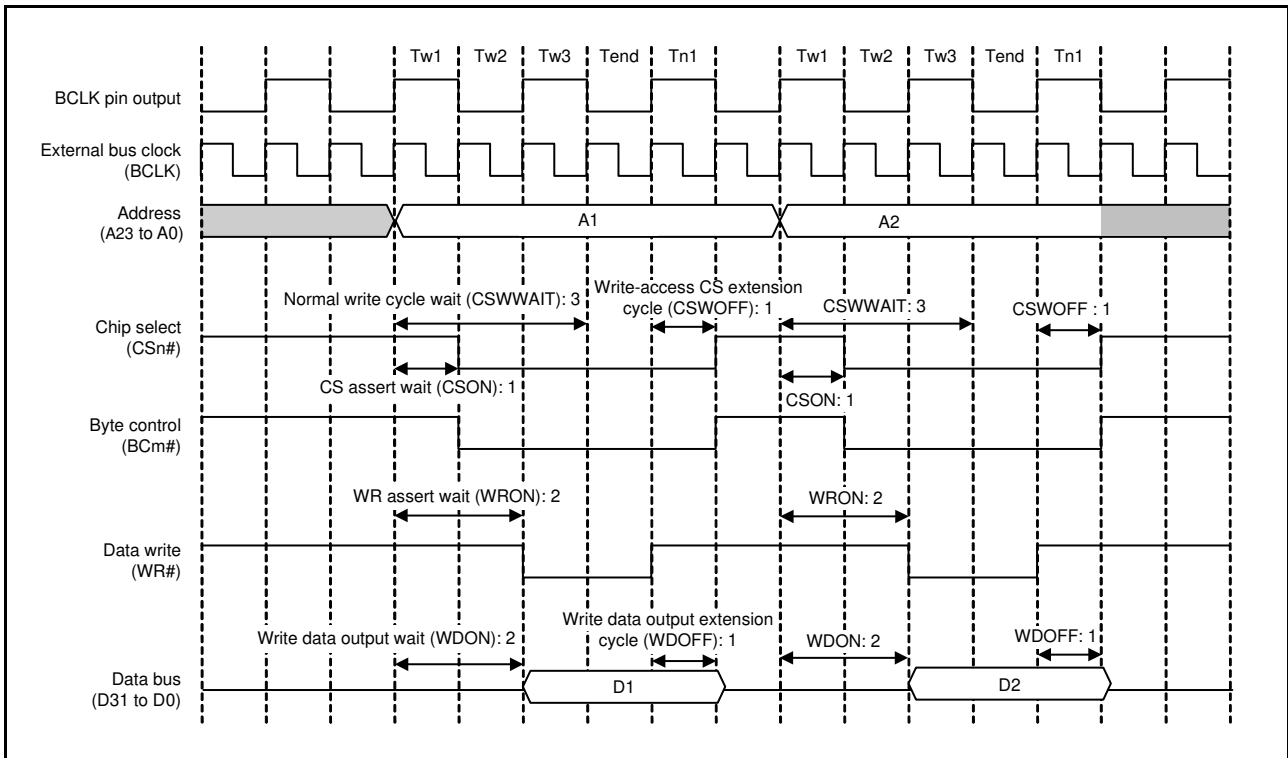 Tw1 Tw2 Tw3 Tend Tn1 Tw1 Tw2 Tw3 Tend Tn1
BCLK pin output
External bus clock
(BCLK)
Address
(A23 to A0)
A1 A2
Normal write cycle wait (CSWWAIT): 3
Write-access CS extension
cycle (CSWOFF): 1
CSWWAIT: 3
CSWOFF : 1
Chip select
(CSn#)
CS assert wait (CSON): 1
CSON: 1
Byte control
(BCm#)
WR assert wait (WRON): 2
WRON: 2
Data write
(WR#)
Write data output wait (WDON): 2
Write data output extension
cycle (WDOFF): 1
WDON: 2
WDOFF: 1
Data bus
(D31 to D0)
D1 D2